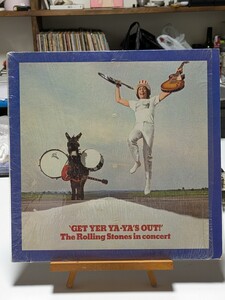 'GET YER YA-YA'S OUT!'
The Rolling Stones in concert